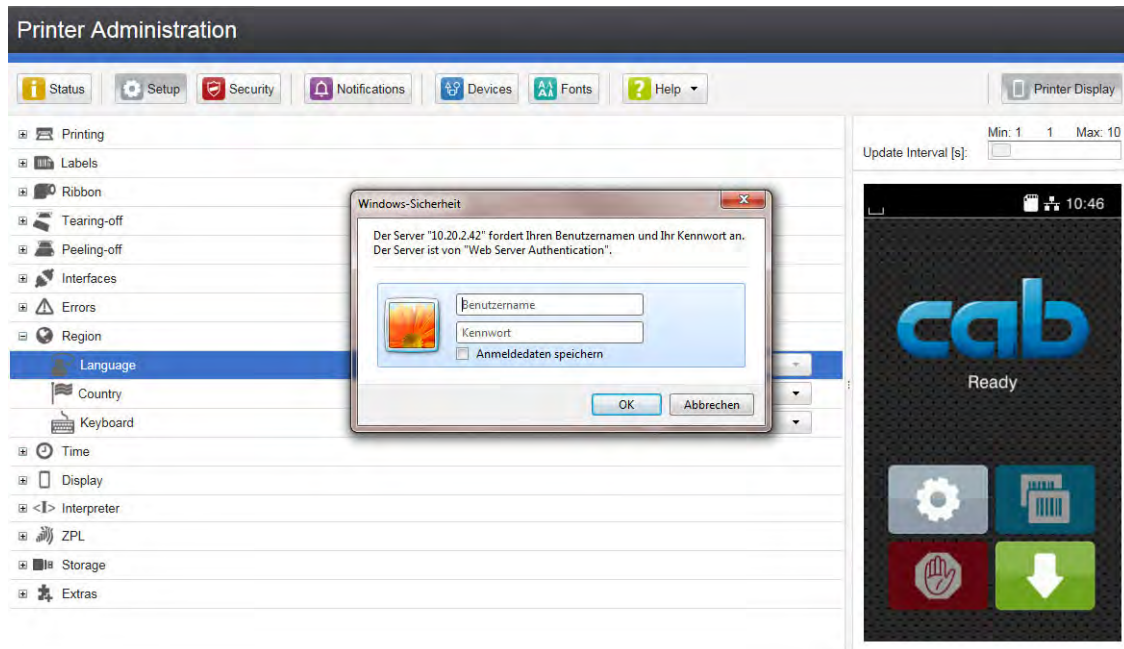 Printer Administration
Status Setup Security Notifications Devices Fonts Help Printer Display
Printing
Labels
Ribbon
Tearing-off
Peeling-off
Interfaces
Errors
Region
Language
Country
Keyboard
Time
Display
<I> Interpreter
ZPL
Storage
Extras
Windows-Sicherheit
Der Server "10.20.2.42" fordert Ihren Benutzernamen und Ihr Kennwort an.
Der Server ist von "Web Server Authentication".
Benutzername
Kennwort
Anmeldedaten speichern
OK Abbrechen
Min: 1 1 Max: 10
Update Interval [s]:
10:46
cab
Ready